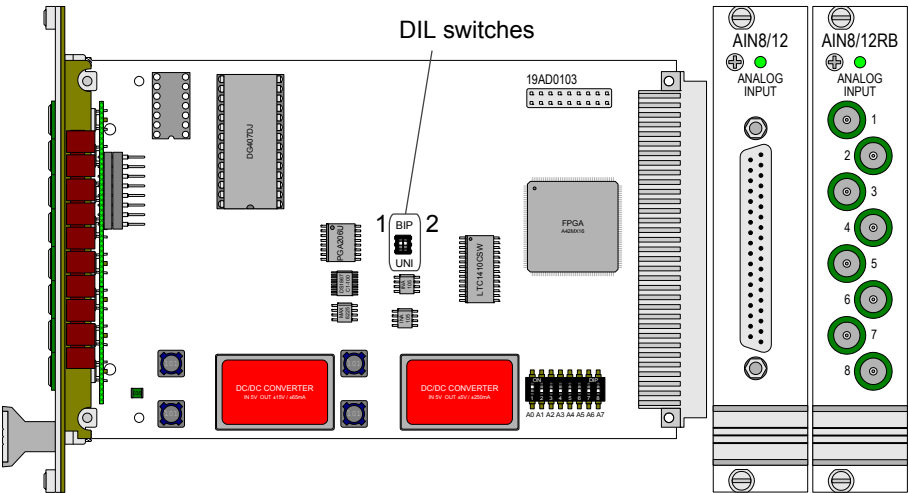 DIL switches
AIN8/12
ANALOG
INPUT
AIN8/12RB
ANALOG
INPUT
1
2
3
4
5
6
7
8
19AD0103
DG407DJ
1 BIP 2
UNI
PGA206U
LTC1410CSW
FPGA
A42MX16
DC/DC CONVERTER
IN 5V OUT ±15V / ±65mA
DC/DC CONVERTER
IN 5V OUT ±5V / ±250mA
ON DIP
A0 A1 A2 A3 A4 A5 A6 A7